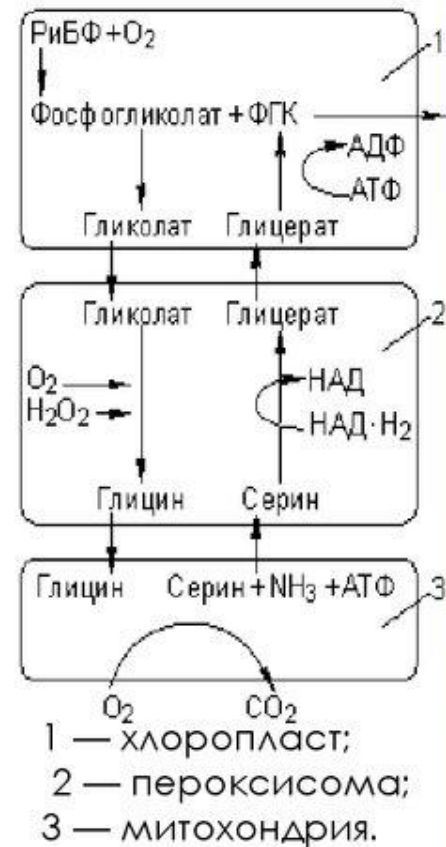 РиБФ+O₂
1
Фосфогликолат + ФГК
АДФ
АТФ
Гликолат Глицерат
Гликолат Глицерат
2
O₂
H₂O₂
НАД
НАД·H₂
Глицин Серин
Глицин Серин+NH₃+АТФ
3
O₂ CO₂
1 — хлоропласт;
2 — пероксисома;
3 — митохондрия.